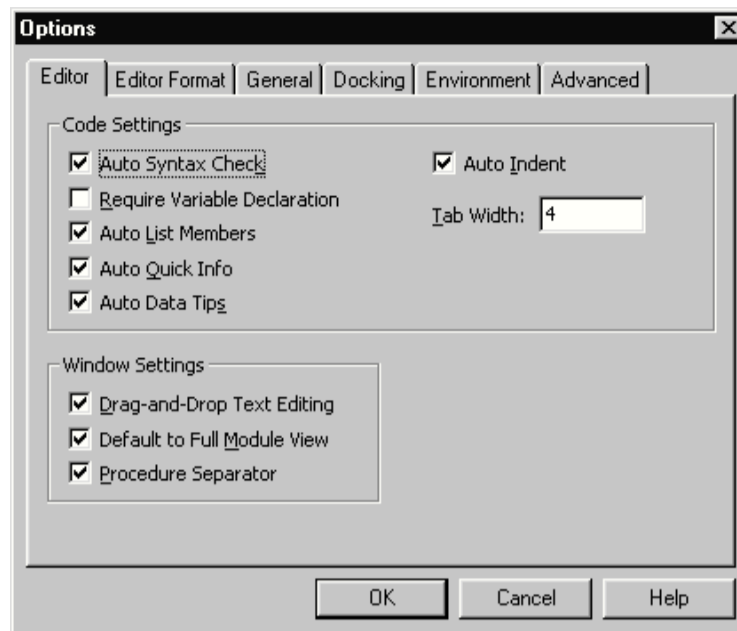 Options
Editor Editor Format General Docking Environment Advanced
Code Settings
Auto Syntax Check
Auto Indent
Require Variable Declaration
Tab Width: 4
Auto List Members
Auto Quick Info
Auto Data Tips
Window Settings
Drag-and-Drop Text Editing
Default to Full Module View
Procedure Separator
OK Cancel Help